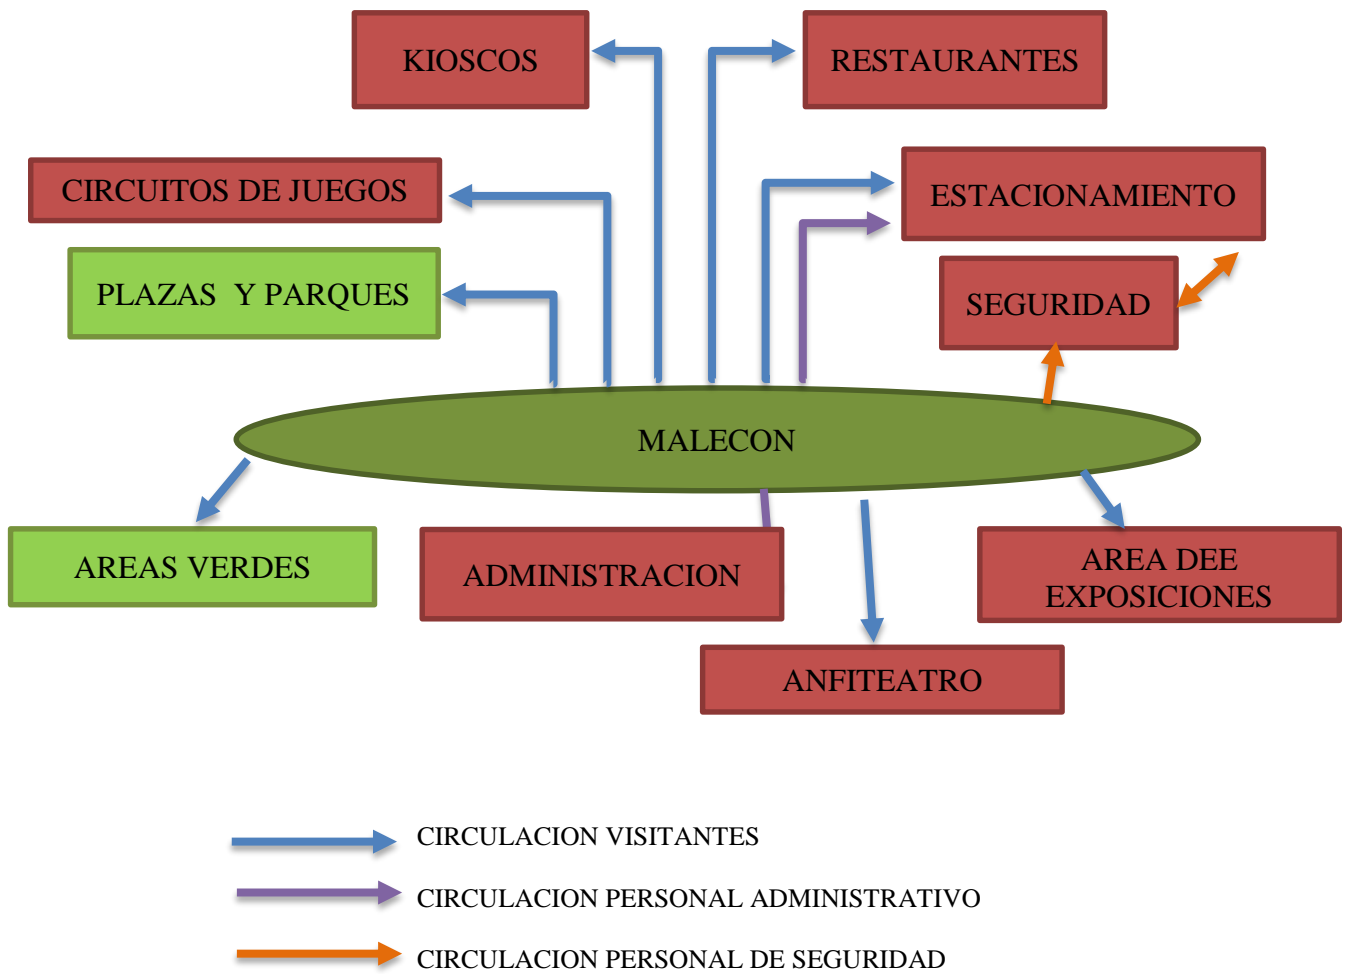 KIOSCOS
RESTAURANTES
CIRCUITOS DE JUEGOS
ESTACIONAMIENTO
PLAZAS  Y PARQUES
SEGURIDAD
MALECON
AREAS VERDES
ADMINISTRACION
AREA DEE
EXPOSICIONES
ANFITEATRO
CIRCULACION VISITANTES
CIRCULACION PERSONAL ADMINISTRATIVO
CIRCULACION PERSONAL DE SEGURIDAD